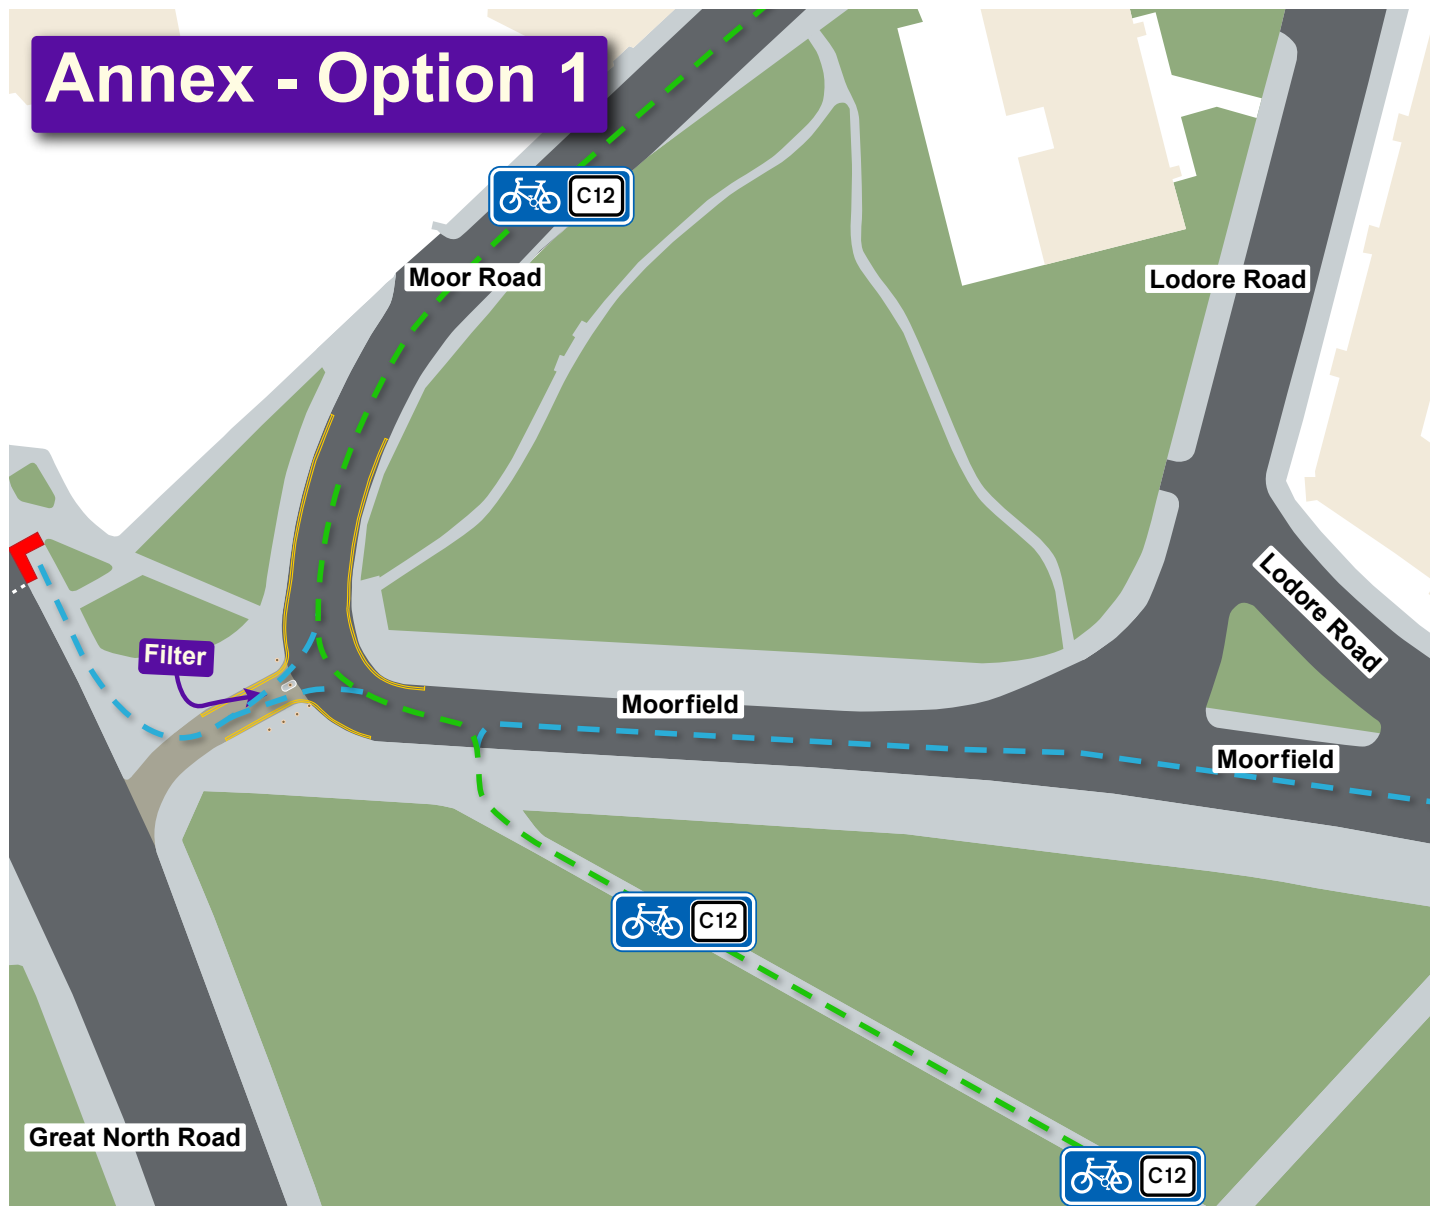 Annex - Option 1
C12
Moor Road
Lodore Road
Lodore Road
Filter
Moorfield
Moorfield
C12
Great North Road
C12